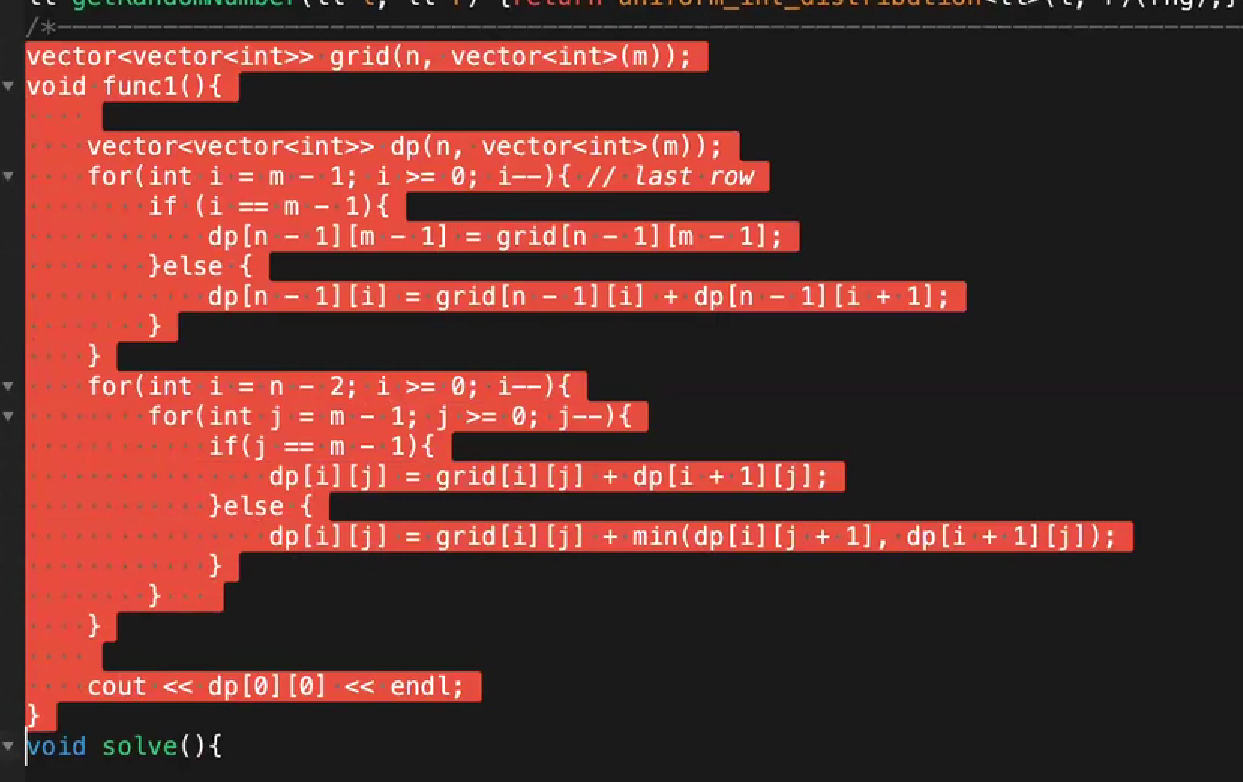 getRandomNumber(ll l, ll r) {return uniform_int_distribution<ll>(l, r)(rng);}
/*
vector<vector<int>> grid(n, vector<int>(m));
void func1(){
    vector<vector<int>> dp(n, vector<int>(m));
    for(int i = m - 1; i >= 0; i--){ // last row
        if (i == m - 1){
            dp[n - 1][m - 1] = grid[n - 1][m - 1];
        }else {
            dp[n - 1][i] = grid[n - 1][i] + dp[n - 1][i + 1];
        }
    }
    for(int i = n - 2; i >= 0; i--){
        for(int j = m - 1; j >= 0; j--){
            if(j == m - 1){
                dp[i][j] = grid[i][j] + dp[i + 1][j];
            }else {
                dp[i][j] = grid[i][j] + min(dp[i][j + 1], dp[i + 1][j]);
            }
        }
    }
    cout << dp[0][0] << endl;
}
void solve(){